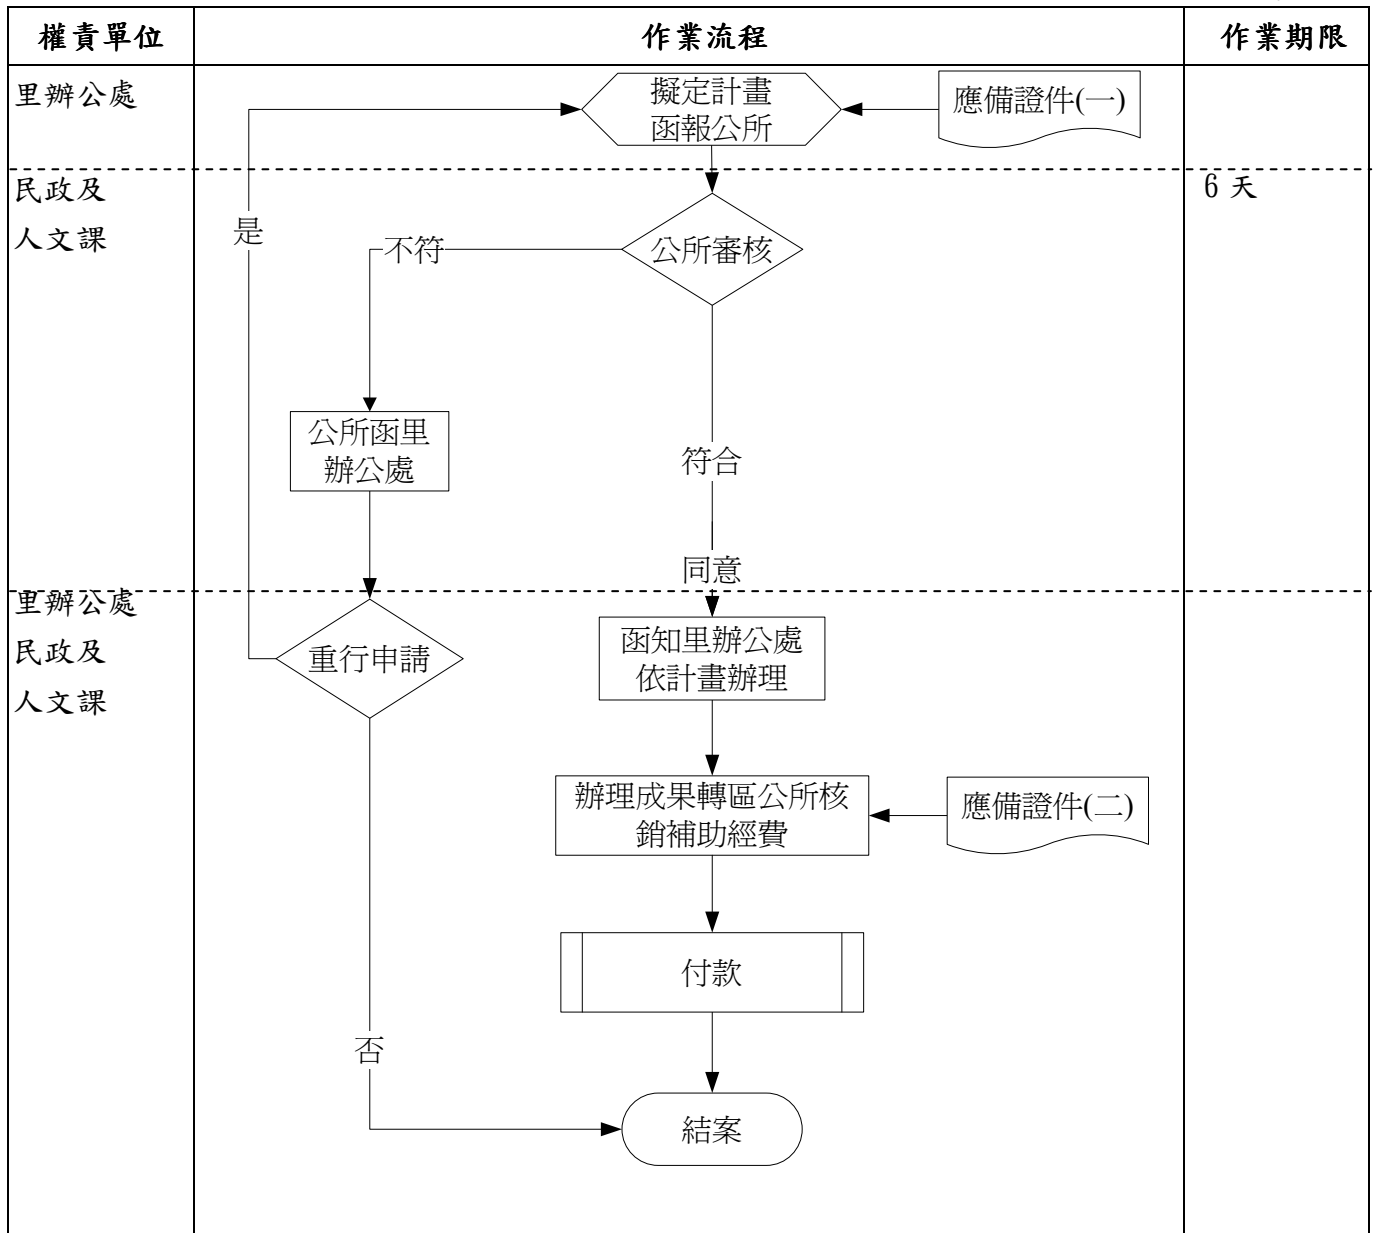 權責單位
作業流程
作業期限
里辦公處
擬定計畫
函報公所
應備證件(一)
民政及
人文課
6 天
是
不符
公所審核
公所函里
辦公處
符合
同意
里辦公處
民政及
人文課
重行申請
函知里辦公處
依計畫辦理
辦理成果轉區公所核
銷補助經費
應備證件(二)
付款
否
結案